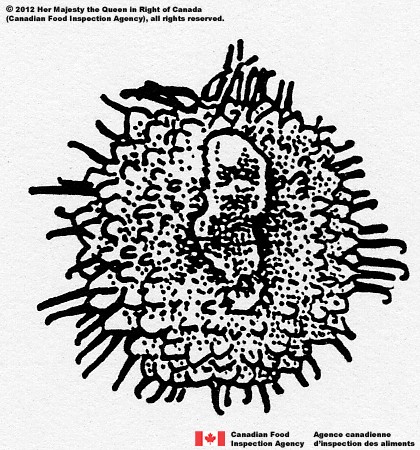 © 2012 Her Majesty the Queen in Right of Canada
(Canadian Food Inspection Agency), all rights reserved.
Canadian Food
Inspection Agency
Agence canadienne
d'inspection des aliments